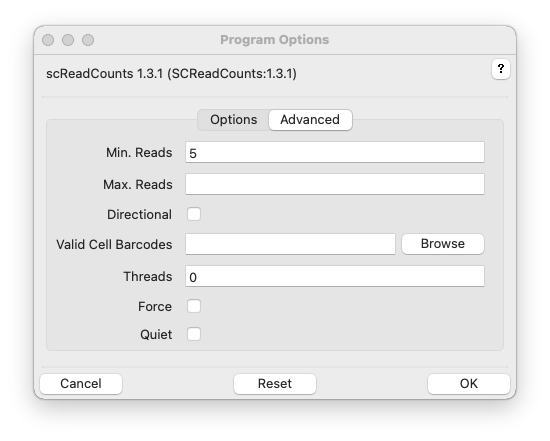 Program Options
scReadCounts 1.3.1 (SCReadCounts:1.3.1)
?
Options Advanced
Min. Reads 5
Max. Reads
Directional
Valid Cell Barcodes Browse
Threads 0
Force
Quiet
Cancel Reset OK